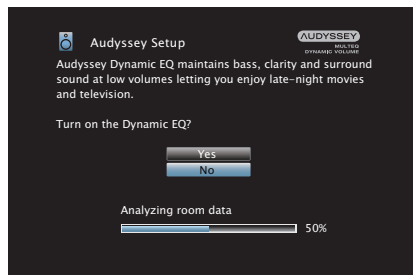 Audyssey Setup
AUDYSSEY
MULTEQ
DYNAMIC VOLUME
Audyssey Dynamic EQ maintains bass, clarity and surround
sound at low volumes letting you enjoy late-night movies
and television.
Turn on the Dynamic EQ?
Yes
No
Analyzing room data
50%